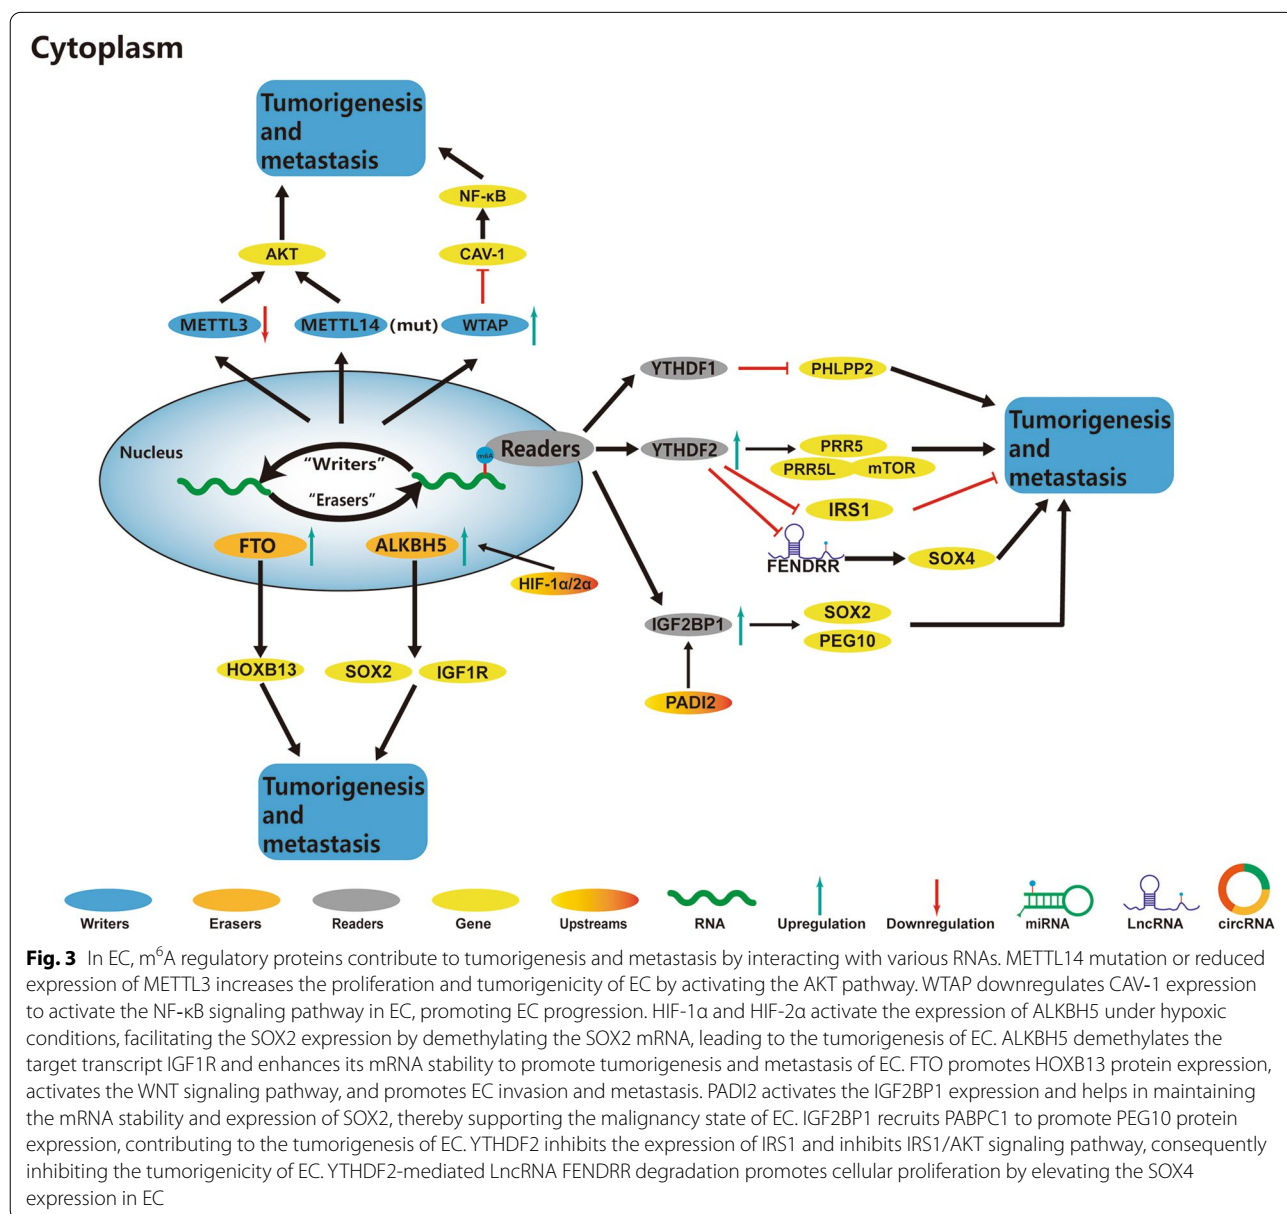 Cytoplasm
Tumorigenesis
and
metastasis
NF-κB
AKT
CAV-1
METTL3
METTL14 (mut)
WTAP
Nucleus
"Writers"
"Erasers"
m6A
Readers
FTO
ALKBH5
HIF-1α/2α
HOXB13
SOX2
IGF1R
Tumorigenesis
and
metastasis
YTHDF1
PHLPP2
YTHDF2
PRR5
PRR5L
mTOR
IRS1
FENDRR
SOX4
IGF2BP1
SOX2
PEG10
PADI2
Tumorigenesis
and
metastasis
Writers
Erasers
Readers
Gene
Upstreams
RNA
Upregulation
Downregulation
miRNA
LncRNA
circRNA
Fig. 3 In EC, m⁶A regulatory proteins contribute to tumorigenesis and metastasis by interacting with various RNAs. METTL14 mutation or reduced
expression of METTL3 increases the proliferation and tumorigenicity of EC by activating the AKT pathway. WTAP downregulates CAV-1 expression
to activate the NF-κB signaling pathway in EC, promoting EC progression. HIF-1α and HIF-2α activate the expression of ALKBH5 under hypoxic
conditions, facilitating the SOX2 expression by demethylating the SOX2 mRNA, leading to the tumorigenesis of EC. ALKBH5 demethylates the
target transcript IGF1R and enhances its mRNA stability to promote tumorigenesis and metastasis of EC. FTO promotes HOXB13 protein expression,
activates the WNT signaling pathway, and promotes EC invasion and metastasis. PADI2 activates the IGF2BP1 expression and helps in maintaining
the mRNA stability and expression of SOX2, thereby supporting the malignancy state of EC. IGF2BP1 recruits PABPC1 to promote PEG10 protein
expression, contributing to the tumorigenesis of EC. YTHDF2 inhibits the expression of IRS1 and inhibits IRS1/AKT signaling pathway, consequently
inhibiting the tumorigenicity of EC. YTHDF2-mediated LncRNA FENDRR degradation promotes cellular proliferation by elevating the SOX4
expression in EC